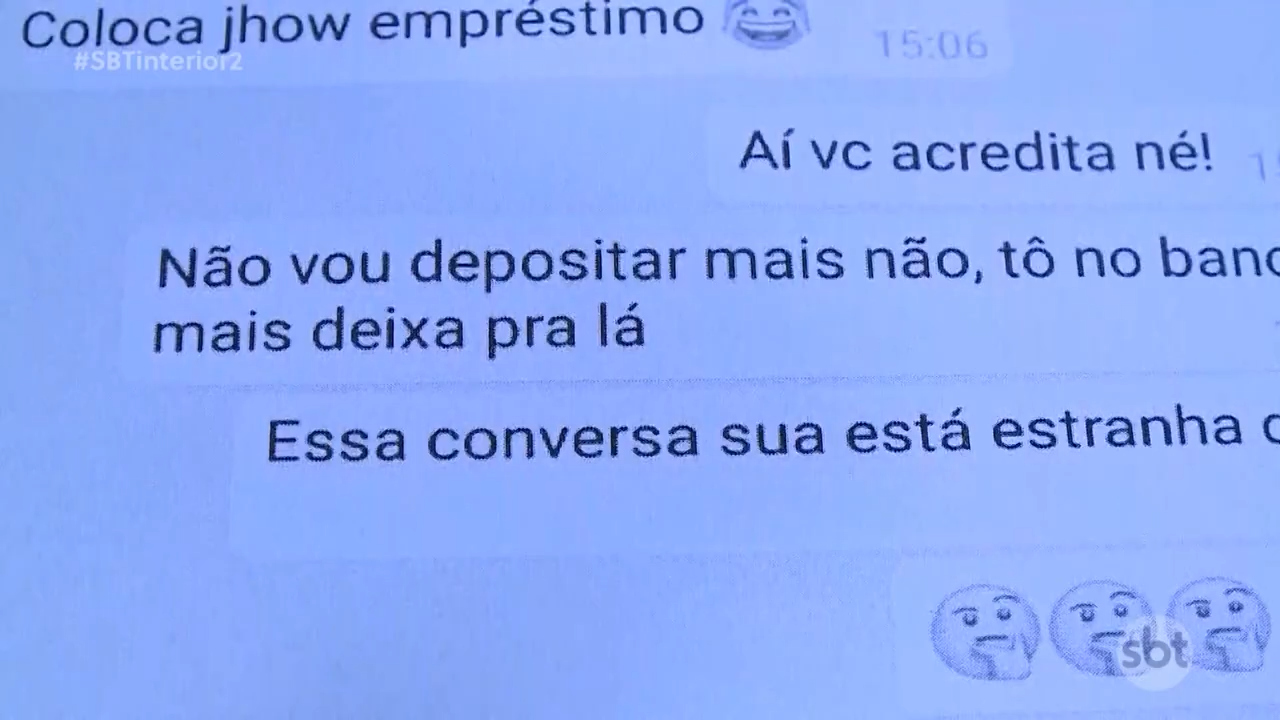 Coloca jhow empréstimo 😂
15:06
#SBTinterior2
Aí vc acredita né!
Não vou depositar mais não, tô no
mais deixa pra lá
Essa conversa sua está estranha
🤔🤔🤔
sbt